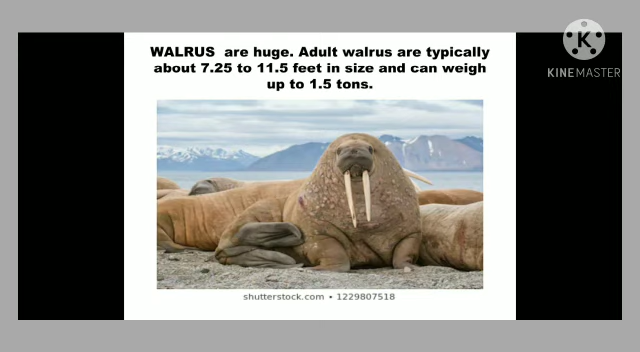 WALRUS are huge. Adult walrus are typically
about 7.25 to 11.5 feet in size and can weigh
up to 1.5 tons.
K
KINEMASTER
shutterstock.com • 1229807518